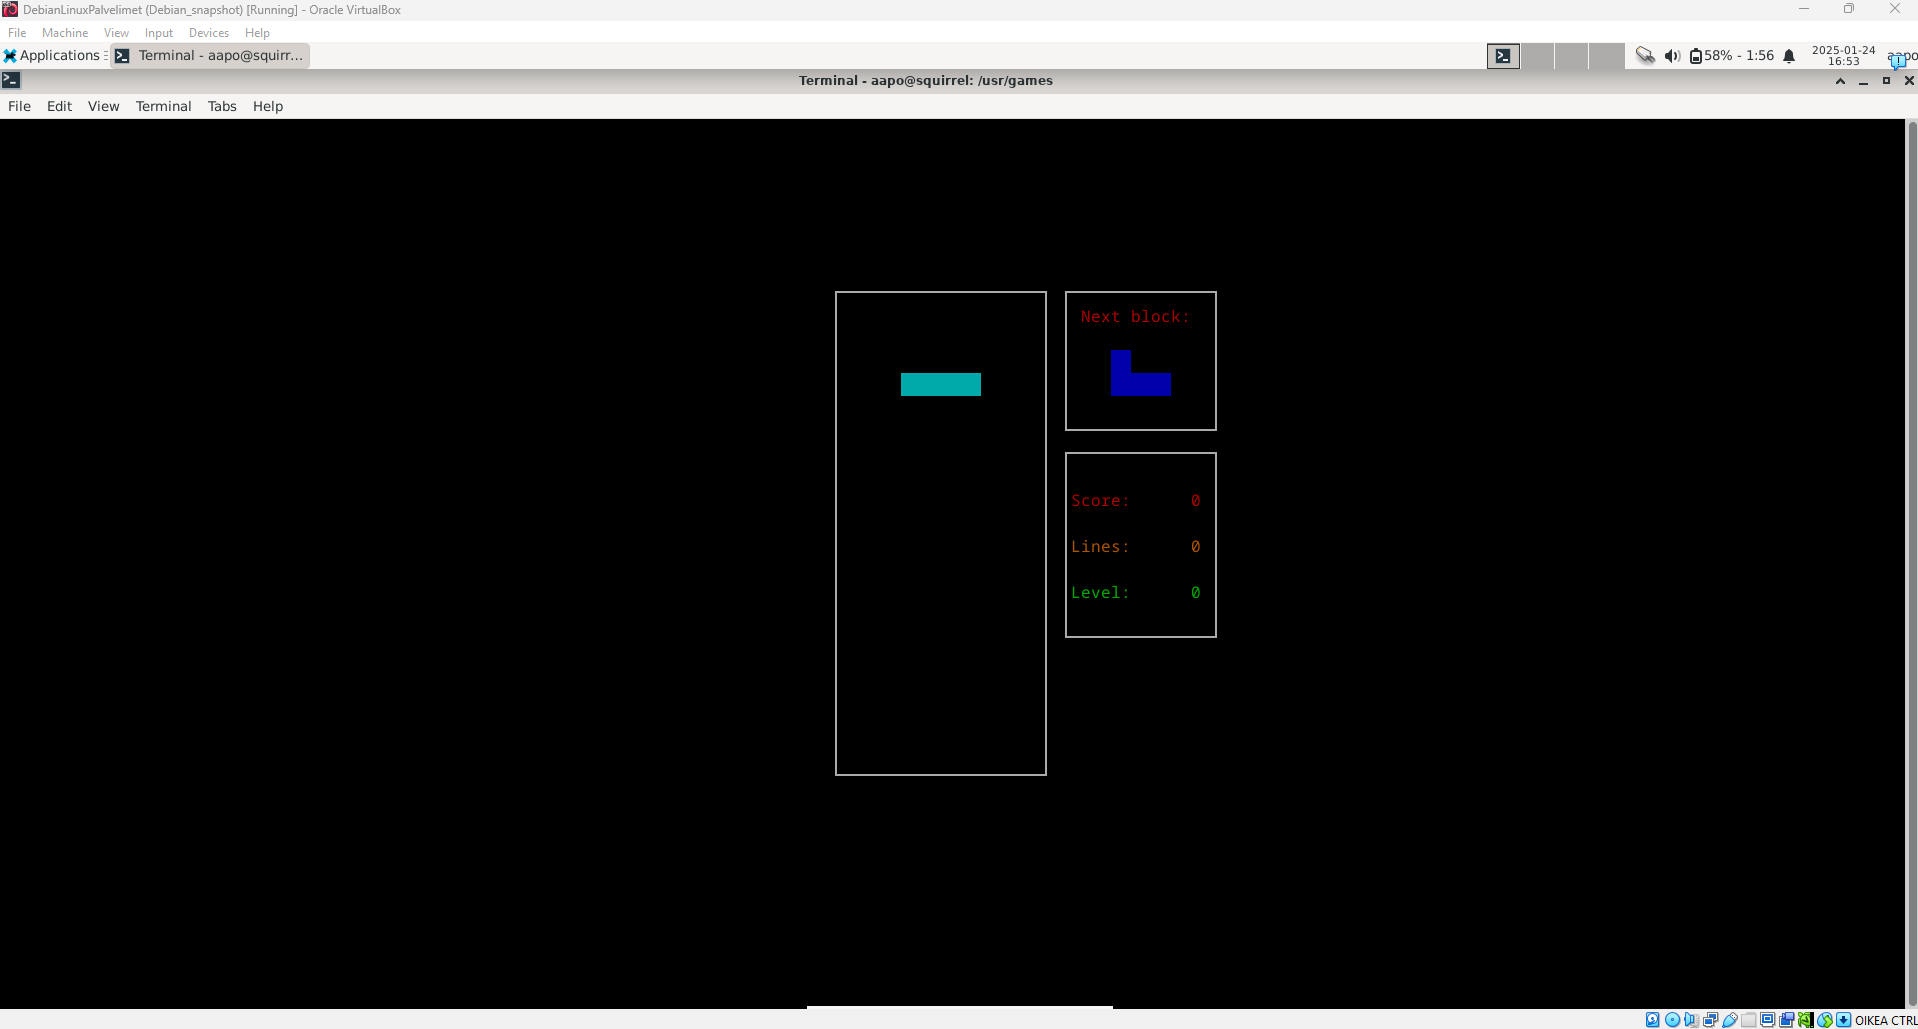 DebianLinuxPalvelimet (Debian_snapshot) [Running] - Oracle VirtualBox
File Machine View Input Devices Help
Applications Terminal - aapo@squirr... 58% - 1:56 2025-01-24 aapo
16:53
Terminal - aapo@squirrel: /usr/games
File Edit View Terminal Tabs Help
Next block:
Score: 0
Lines: 0
Level: 0
OIKEA CTRL